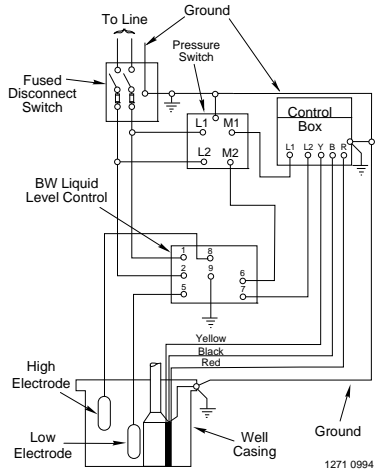 To Line
Ground
Pressure
Switch
Fused
Disconnect
Switch
L1 M1
L2 M2
Control
Box
L1 L2 Y B R
BW Liquid
Level Control
1
2
5
8
9
6
7
Yellow
Black
Red
High
Electrode
Low
Electrode
Well
Casing
Ground
1271 0994